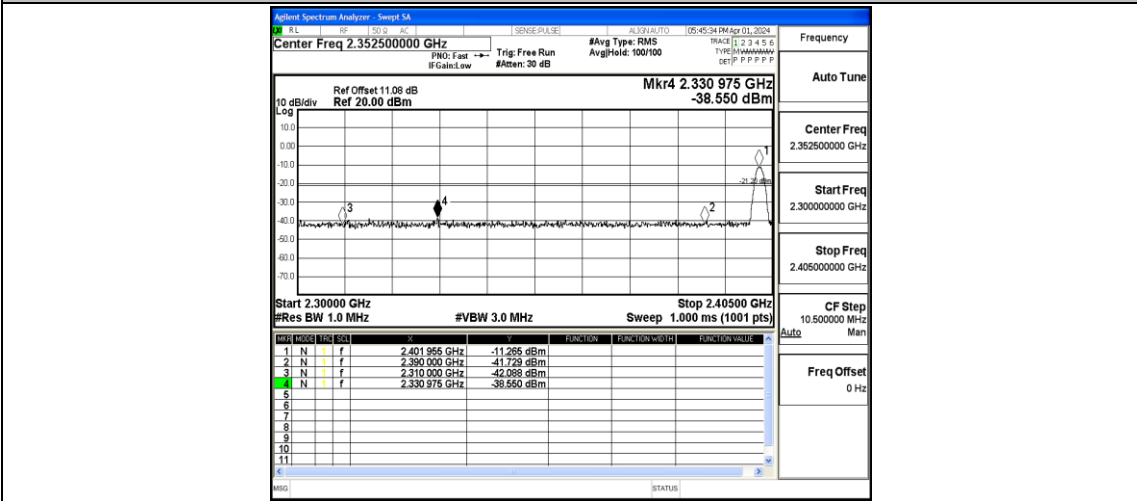 Agilent Spectrum Analyzer - Swept SA
RL RF 50 Ω AC SENSE:PULSE ALIGN AUTO 05:45:34 PM Apr 01, 2024
Center Freq 2.352500000 GHz
PNO: Fast
IFGain:Low
Trig: Free Run
#Atten: 30 dB
#Avg Type: RMS
Avg|Hold: 100/100
TRACE 1 2 3 4 5 6
TYPE M
DET P P P P P P
Frequency
Mkr4 2.330 975 GHz
-38.550 dBm
Ref Offset 11.08 dB
10 dB/div Ref 20.00 dBm
Log
10.0
0.00
-10.0
-20.0
-30.0
-40.0
-50.0
-60.0
-70.0
1
-21.20 dBm
2
3
4
Start 2.30000 GHz Stop 2.40500 GHz
#Res BW 1.0 MHz #VBW 3.0 MHz Sweep 1.000 ms (1001 pts)
MKR MODE TRC SCL X Y FUNCTION FUNCTION WIDTH FUNCTION VALUE
1 N 1 f 2.401 955 GHz -11.265 dBm
2 N 1 f 2.390 000 GHz -41.729 dBm
3 N 1 f 2.310 000 GHz -42.088 dBm
4 N 1 f 2.330 975 GHz -38.550 dBm
5
6
7
8
9
10
11
MSG STATUS
Auto Tune
Center Freq
2.352500000 GHz
Start Freq
2.300000000 GHz
Stop Freq
2.405000000 GHz
CF Step
10.500000 MHz
Auto Man
Freq Offset
0 Hz